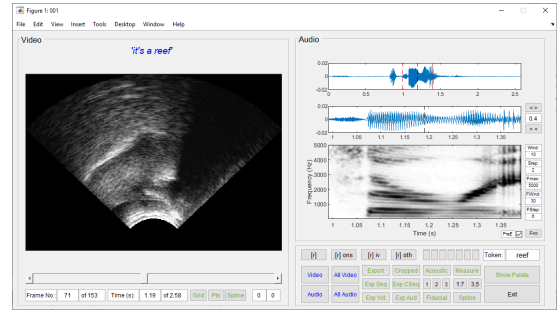 Figure 1: 001
File Edit View Insert Tools Desktop Window Help
Video
'it's a reef'
Frame No.: 71 of 153 Time (s): 1.19 of 2.58 Grid Pts Spline 0 0
Audio
0.02
0
-0.02
0 0.5 1 1.5 2 2.5
0.02
0
-0.02
1 1.05 1.1 1.15 1.2 1.25 1.3 1.35
< >
0.4
> <
5000
4000
3000
2000
1000
0
Frequency (Hz)
1 1.05 1.1 1.15 1.2 1.25 1.3 1.35
Time (s)
Wind
10
Step
2
Fmax
5000
FWind
30
FStep
5
PreE
[r] [r] ons [r] iv [r] oth Token: reef
Video All Video Export Cropped Acoustic Measure Show Palate
Exp Seq Exp CSeq 1 2 3 1.7 3.5
Audio All Audio Exp Vid Exp Aud Fiducial Spline Exit